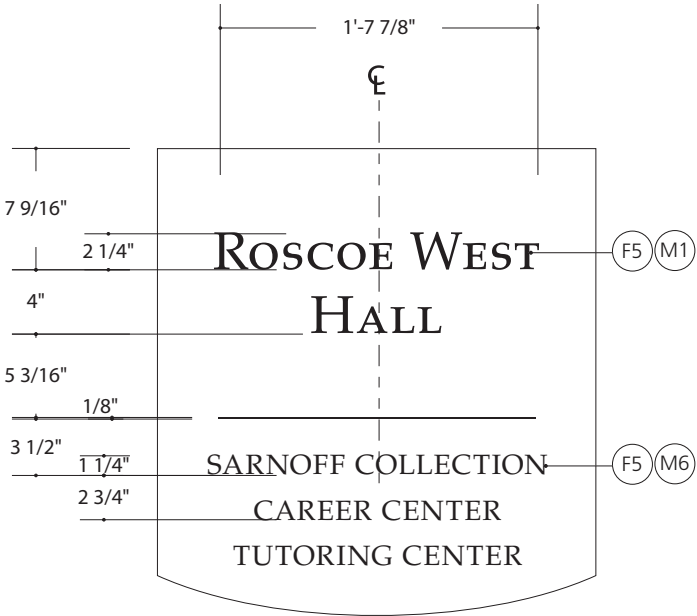 1'-7 7/8"
℄
7 9/16"
2 1/4"
Roscoe West
F5 M1
4"
Hall
5 3/16"
1/8"
3 1/2"
1 1/4"
SARNOFF COLLECTION
F5 M6
2 3/4"
CAREER CENTER
TUTORING CENTER